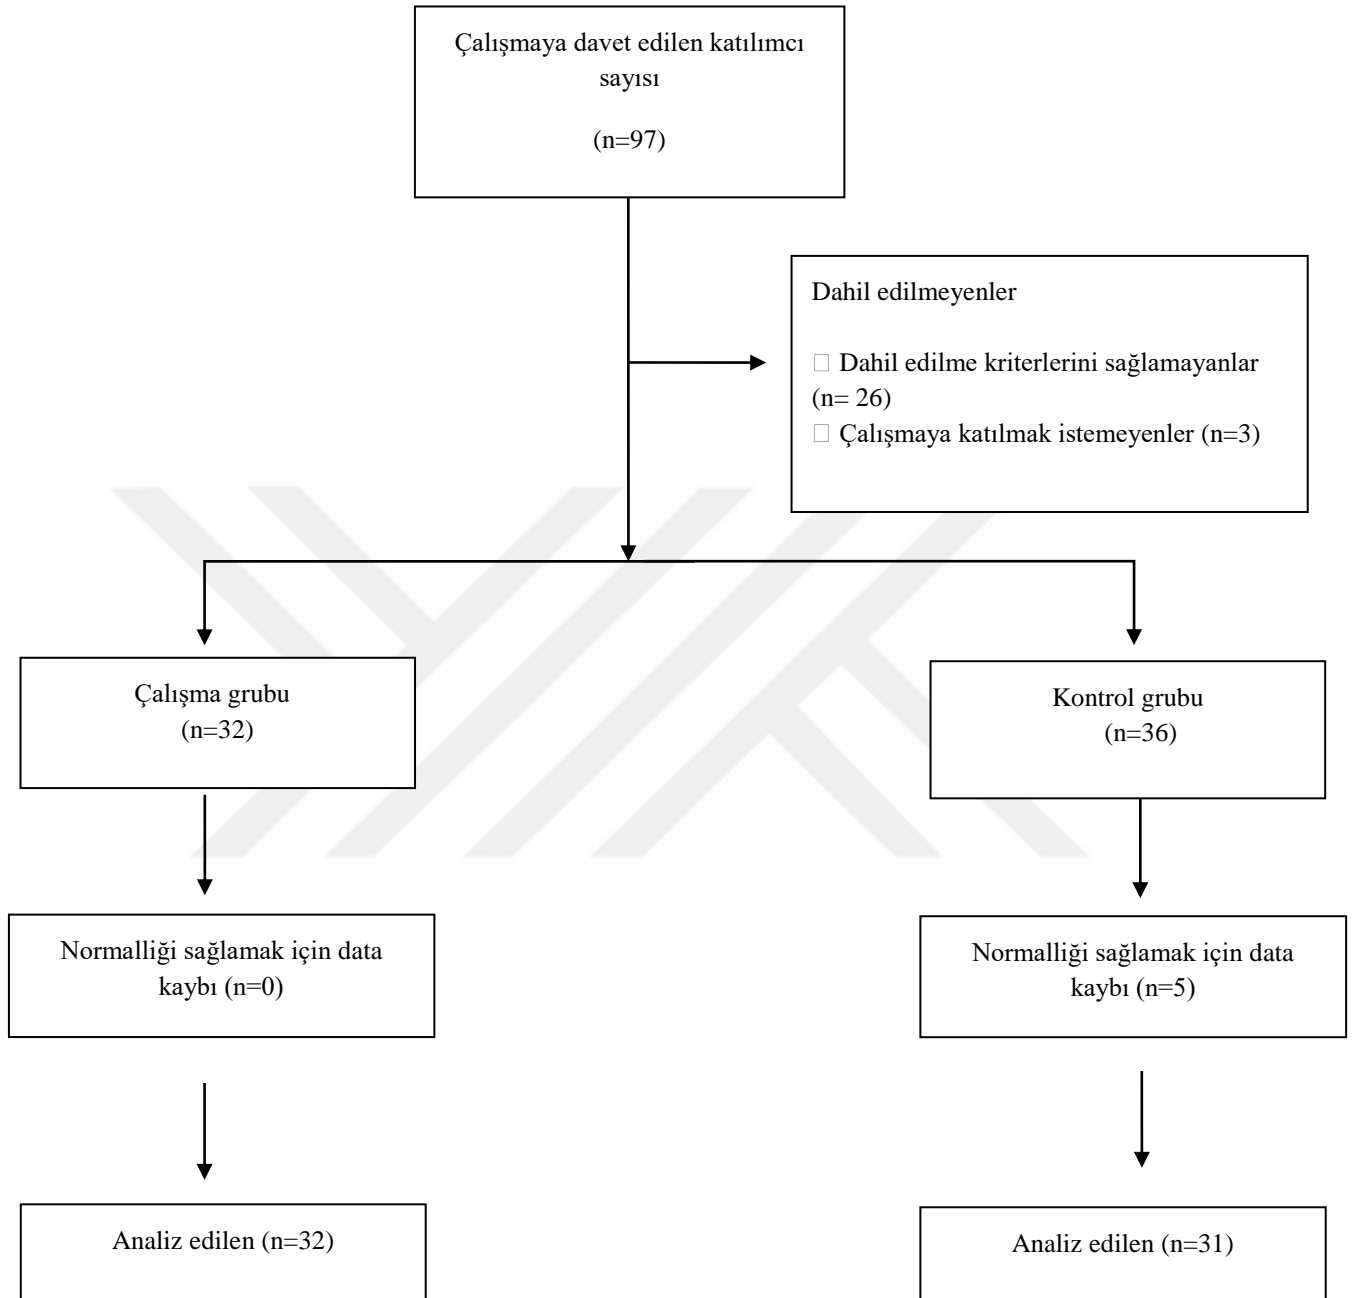 Çalışmaya davet edilen katılımcı
sayısı
(n=97)
Dahil edilmeyenler
□ Dahil edilme kriterlerini sağlamayanlar
(n= 26)
□ Çalışmaya katılmak istemeyenler (n=3)
Çalışma grubu
(n=32)
Kontrol grubu
(n=36)
Normalliği sağlamak için data
kaybı (n=0)
Normalliği sağlamak için data
kaybı (n=5)
Analiz edilen (n=32)
Analiz edilen (n=31)